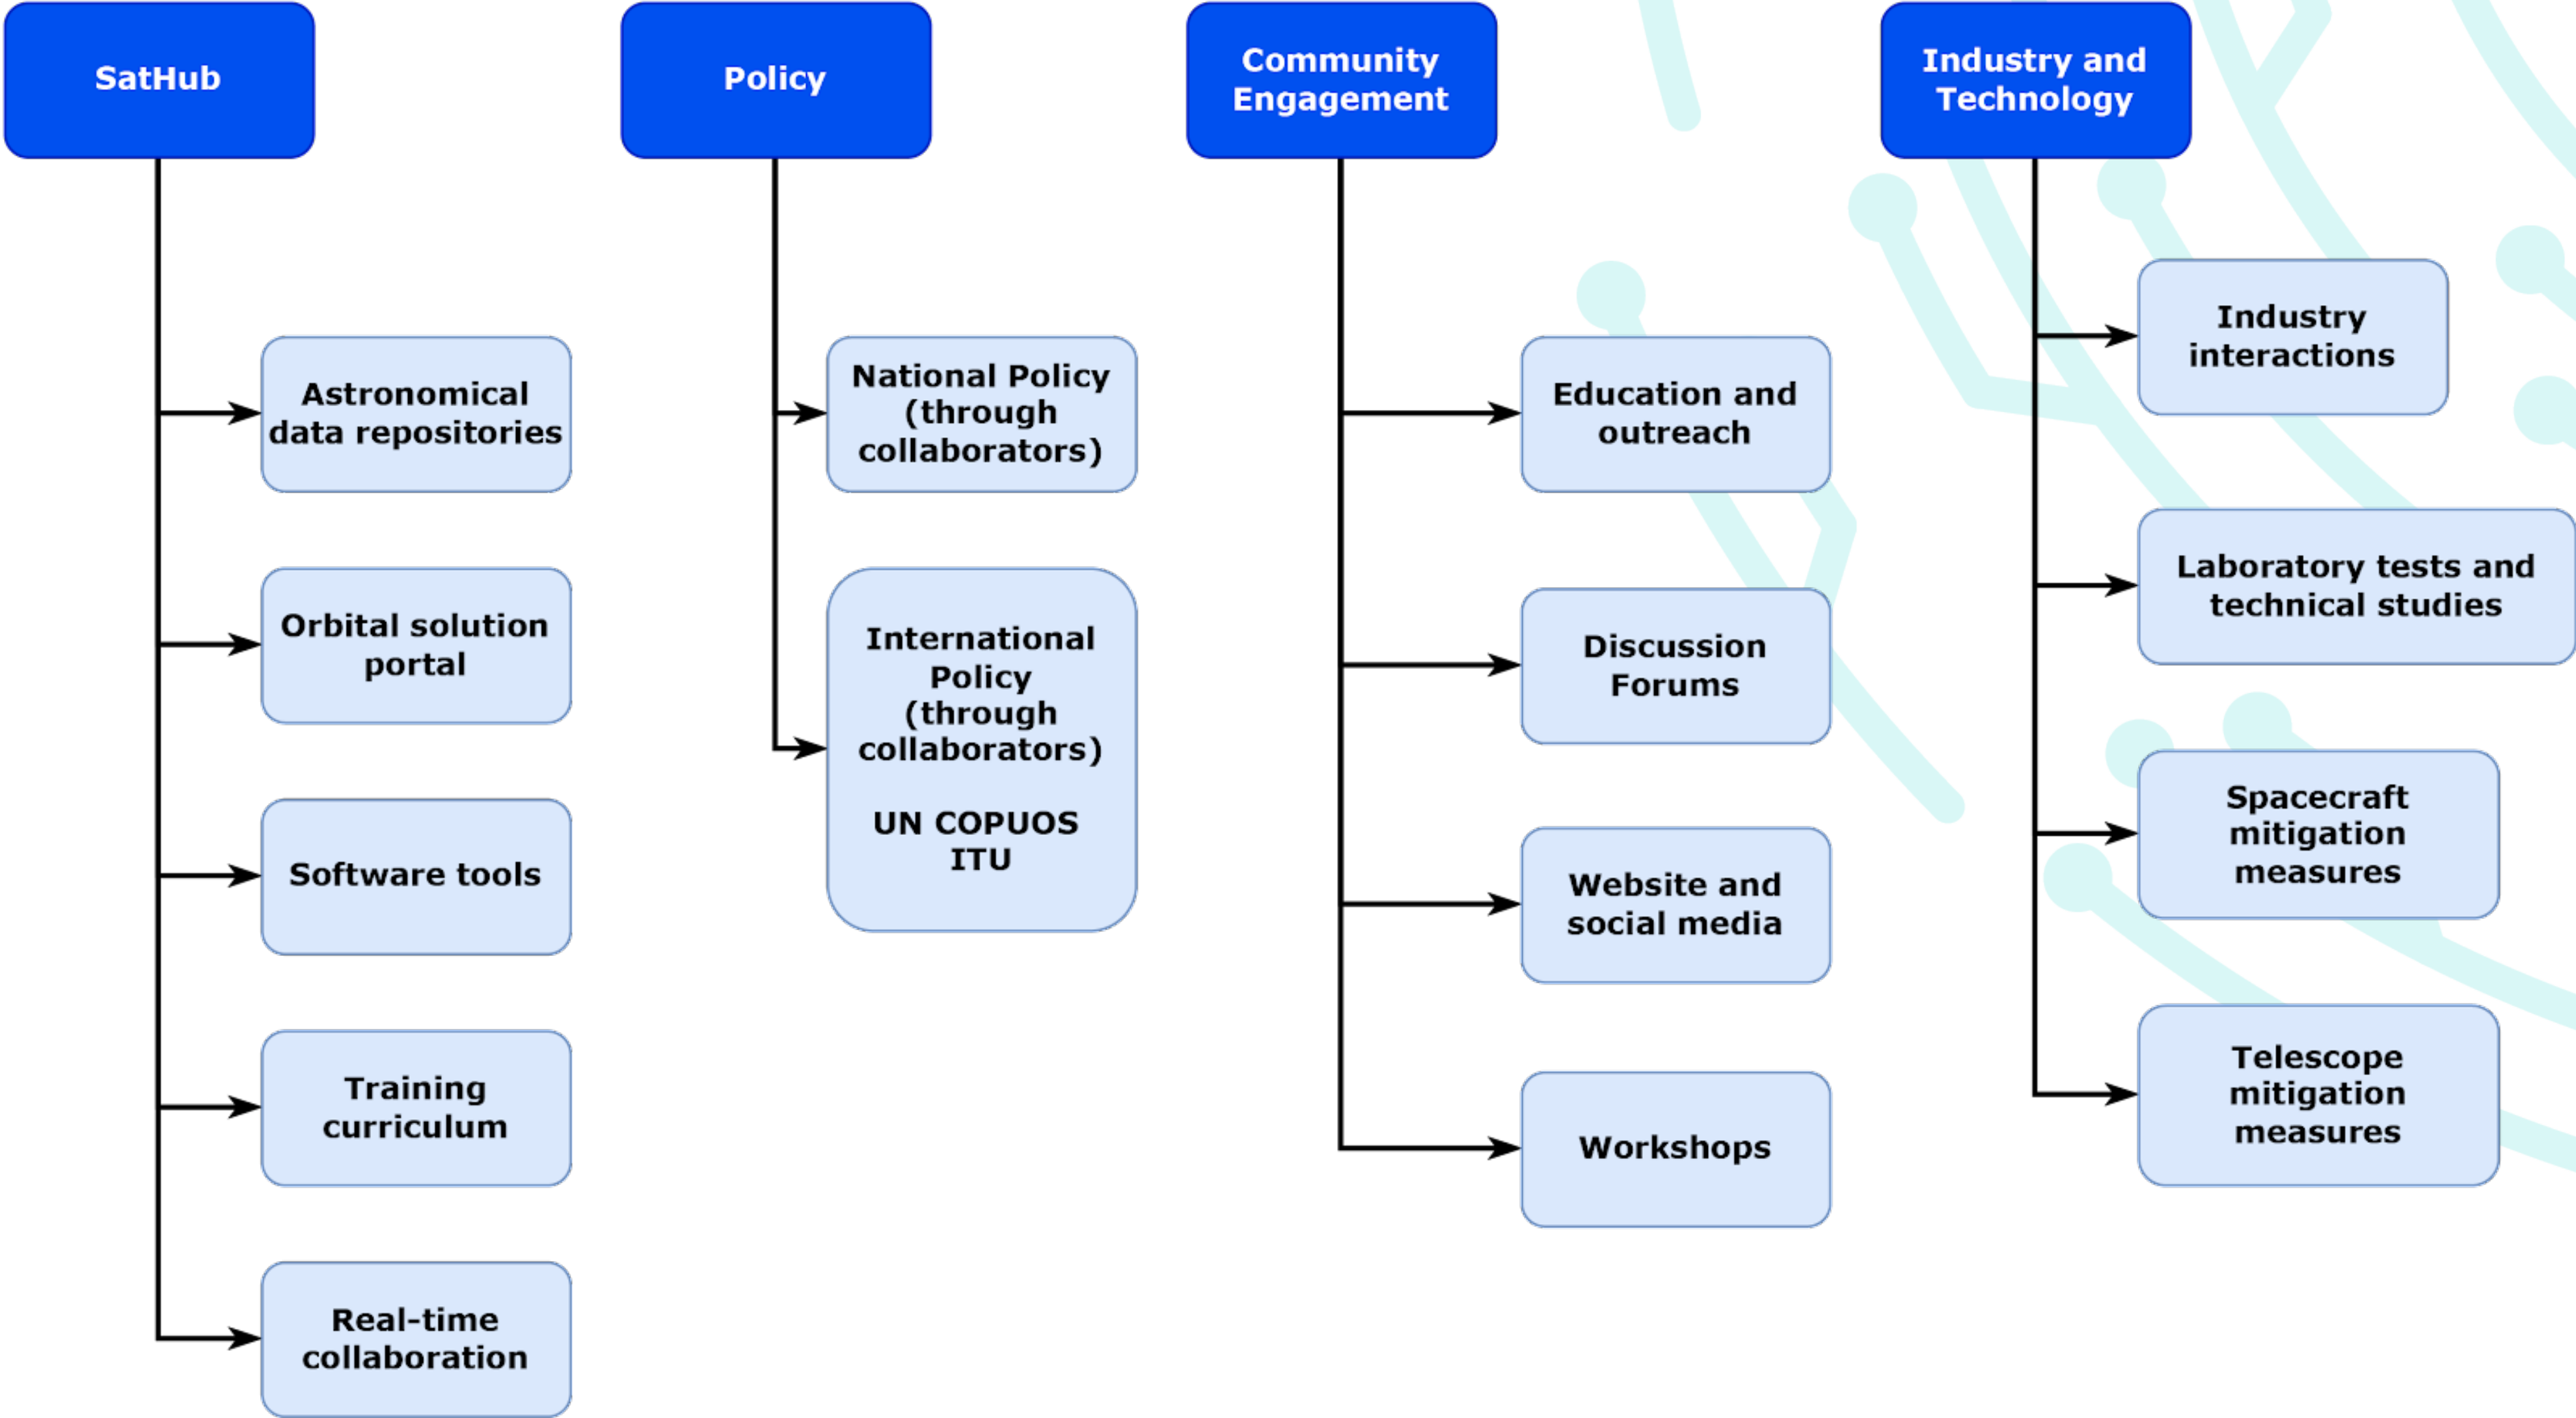 SatHub
Astronomical
data repositories
Orbital solution
portal
Software tools
Training
curriculum
Real-time
collaboration
Policy
National Policy
(through
collaborators)
International
Policy
(through
collaborators)
UN COPUOS
ITU
Community
Engagement
Education and
outreach
Discussion
Forums
Website and
social media
Workshops
Industry and
Technology
Industry
interactions
Laboratory tests and
technical studies
Spacecraft
mitigation
measures
Telescope
mitigation
measures